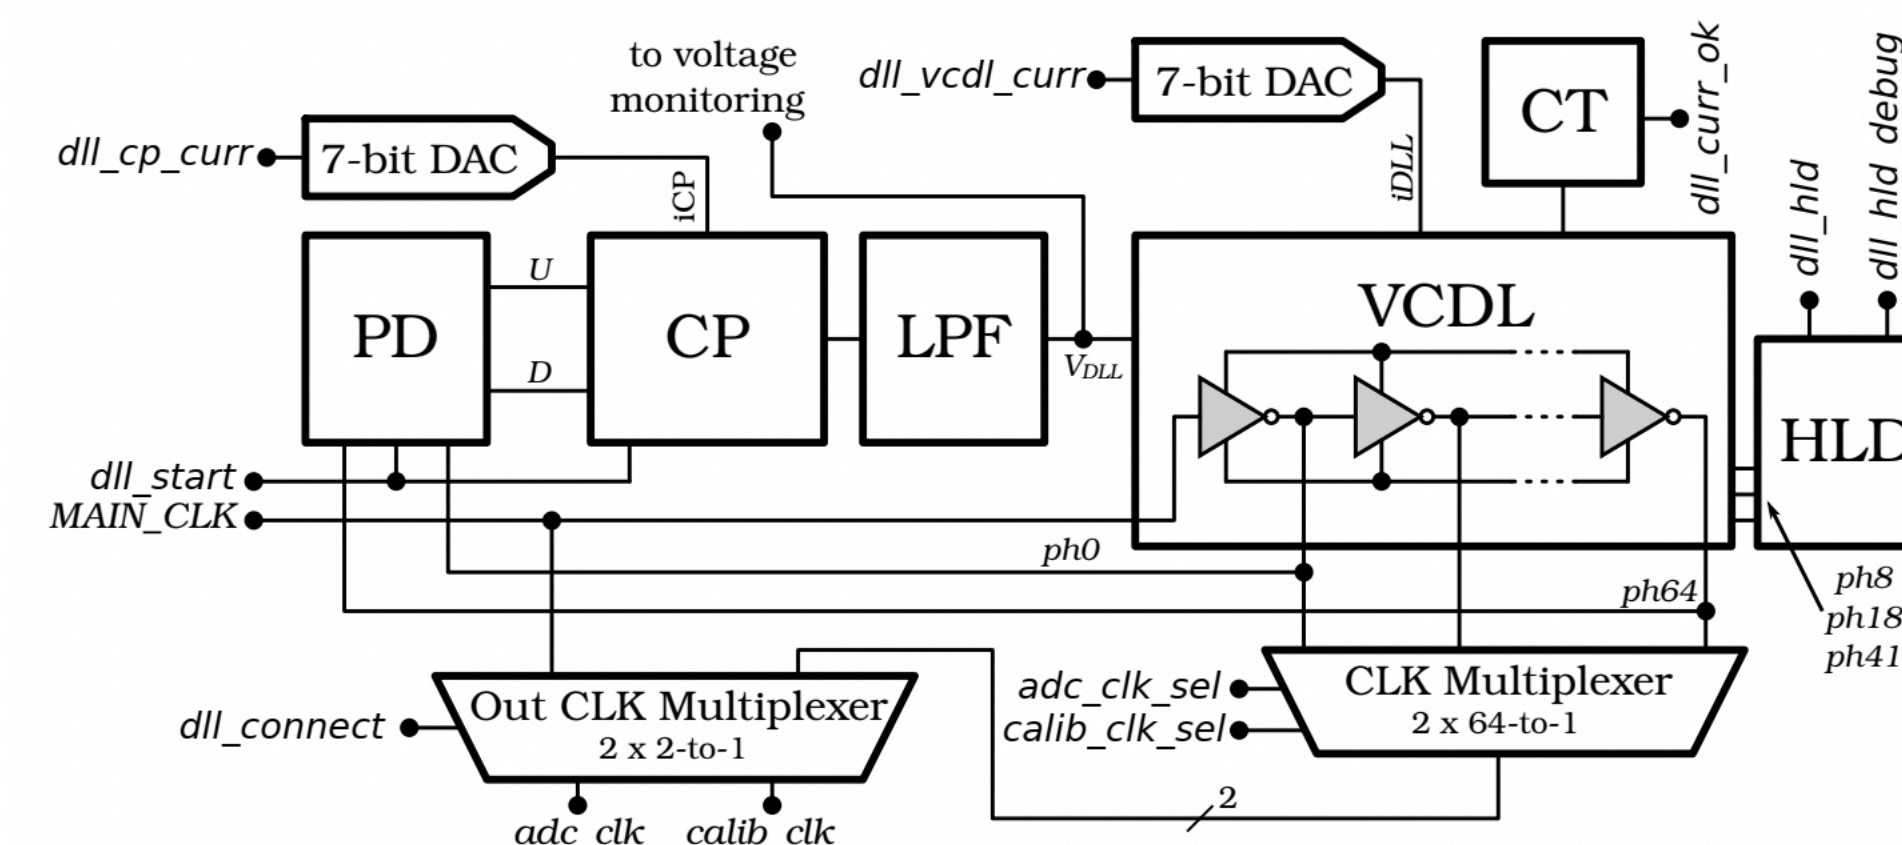 to voltage
monitoring
dll_vcdl_curr
7-bit DAC
CT
dll_curr_ok
dll_hld
dll_hld_debug
dll_cp_curr
7-bit DAC
iCP
iDLL
PD
U
D
CP
LPF
VDLL
VCDL
HLD
dll_start
MAIN_CLK
ph0
ph64
ph8
ph18
ph41
Out CLK Multiplexer
2 x 2-to-1
dll_connect
adc_clk_sel
calib_clk_sel
CLK Multiplexer
2 x 64-to-1
2
adc_clk
calib_clk